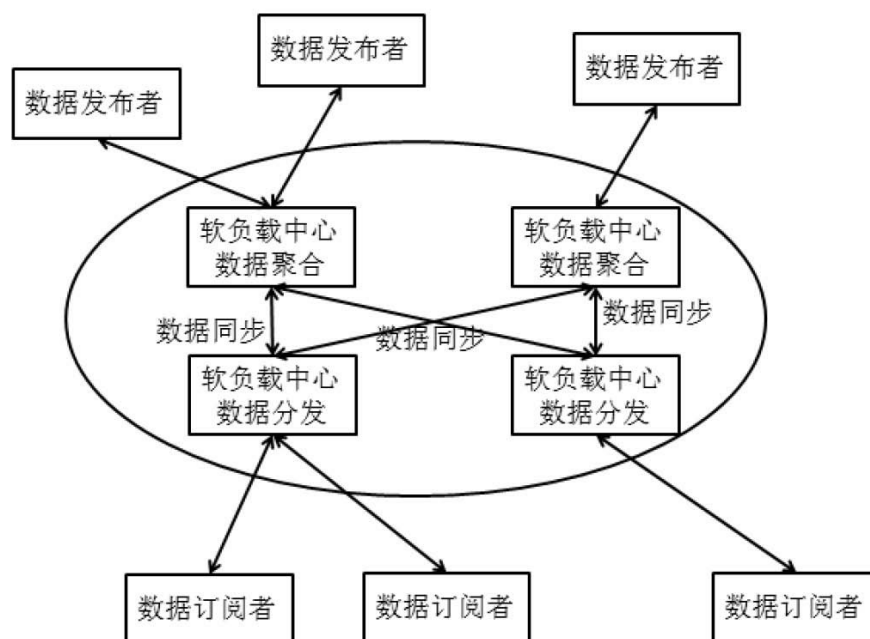 数据发布者
数据发布者
数据发布者
软负载中心
数据聚合
软负载中心
数据聚合
数据同步
数据同步
数据同步
软负载中心
数据分发
软负载中心
数据分发
数据订阅者
数据订阅者
数据订阅者